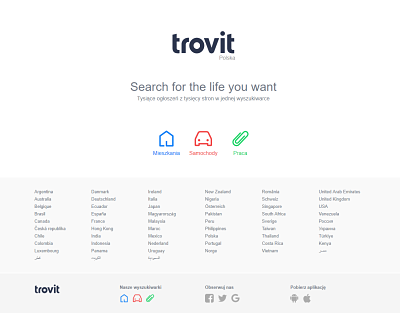 trovit
Polska
Search for the life you want
Tysiące ogłoszeń z tysięcy stron w jednej wyszukiwarce
Mieszkania
Samochody
Praca
Argentina
Australia
Belgique
Brasil
Canada
Česká republika
Chile
Colombia
Luxembourg
قطر
Danmark
Deutschland
Ecuador
España
France
Hong Kong
India
Indonesia
Panama
الكويت
Ireland
Italia
Japan
Magyarország
Malaysia
Maroc
Mexico
Nederland
Uruguay
السعودية
New Zealand
Nigeria
Österreich
Pakistan
Peru
Philippines
Polska
Portugal
Norge
România
Schweiz
Singapore
South Africa
Sverige
Taiwan
Thailand
Costa Rica
Vietnam
United Arab Emirates
United Kingdom
USA
Venezuela
Россия
Україна
Türkiye
Kenya
مصر
trovit
Nasze wyszukiwarki
Obserwuj nas
Pobierz aplikację